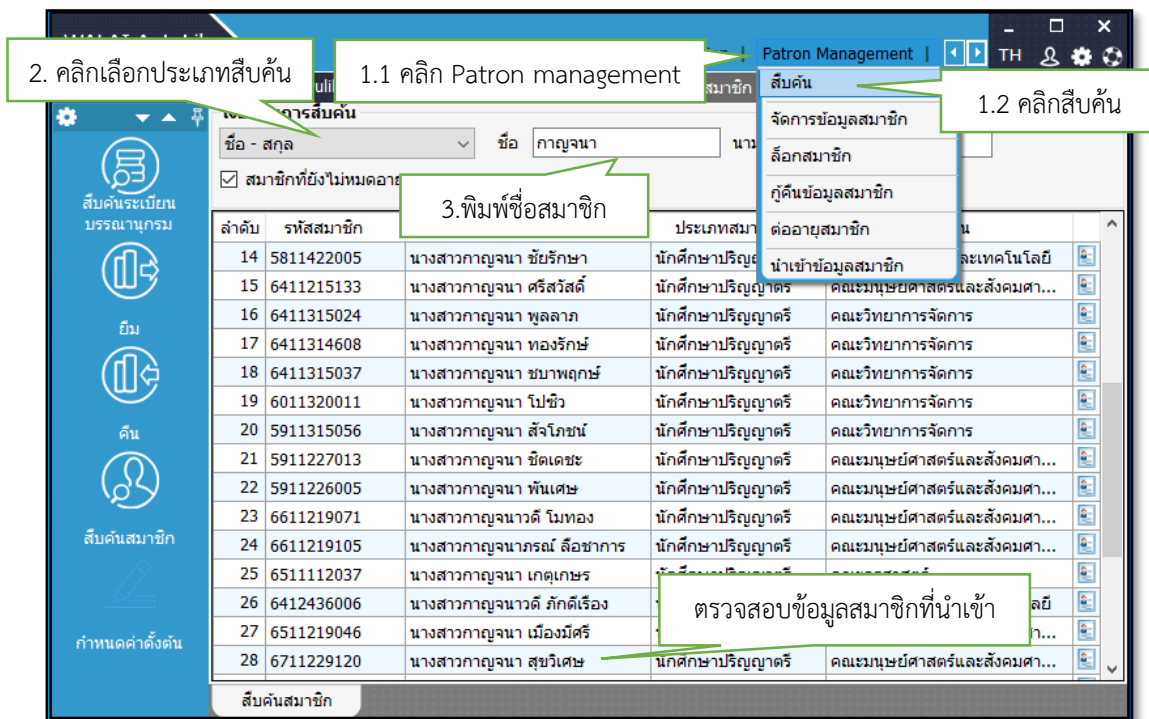 Patron Management | TH
2. คลิกเลือกประเภทสืบค้น
1.1 คลิก Patron management
สมาชิก
สืบค้น
1.2 คลิกสืบค้น
จัดการข้อมูลสมาชิก
ล็อกสมาชิก
กู้คืนข้อมูลสมาชิก
ต่ออายุสมาชิก
นำเข้าข้อมูลสมาชิก
การสืบค้น
ชื่อ - สกุล ชื่อ กาญจนา
สมาชิกที่ยังไม่หมดอา
3.พิมพ์ชื่อสมาชิก
สืบค้นระเบียน
บรรณานุกรม
ยืม
คืน
สืบค้นสมาชิก
กำหนดค่าตั้งต้น
ลำดับ รหัสสมาชิก ประเภทสมา
14 5811422005 นางสาวกาญจนา ชัยรักษา นักศึกษาปริญญ ละเทคโนโลยี
15 6411215133 นางสาวกาญจนา ศรีสวัสดิ์ นักศึกษาปริญญาตรี คณะมนุษย์ศาสตร์และสังคมศา...
16 6411315024 นางสาวกาญจนา พูลลาภ นักศึกษาปริญญาตรี คณะวิทยาการจัดการ
17 6411314608 นางสาวกาญจนา ทองรักษ์ นักศึกษาปริญญาตรี คณะวิทยาการจัดการ
18 6411315037 นางสาวกาญจนา ชบาพฤกษ์ นักศึกษาปริญญาตรี คณะวิทยาการจัดการ
19 6011320011 นางสาวกาญจนา โปชิว นักศึกษาปริญญาตรี คณะวิทยาการจัดการ
20 5911315056 นางสาวกาญจนา สัจโภชน์ นักศึกษาปริญญาตรี คณะวิทยาการจัดการ
21 5911227013 นางสาวกาญจนา ชิตเดชะ นักศึกษาปริญญาตรี คณะมนุษย์ศาสตร์และสังคมศา...
22 5911226005 นางสาวกาญจนา พันเศษ นักศึกษาปริญญาตรี คณะมนุษย์ศาสตร์และสังคมศา...
23 6611219071 นางสาวกาญจนาวดี โมทอง นักศึกษาปริญญาตรี คณะมนุษย์ศาสตร์และสังคมศา...
24 6611219105 นางสาวกาญจนาภรณ์ ลือชาการ นักศึกษาปริญญาตรี คณะมนุษย์ศาสตร์และสังคมศา...
25 6511112037 นางสาวกาญจนา เกตุเกษร
26 6412436006 นางสาวกาญจนาวดี ภักดีเรือง ลยี
27 6511219046 นางสาวกาญจนา เมืองมีศรี า...
28 6711229120 นางสาวกาญจนา สุขวิเศษ นักศึกษาปริญญาตรี คณะมนุษย์ศาสตร์และสังคมศา...
ตรวจสอบข้อมูลสมาชิกที่นำเข้า
สืบค้นสมาชิก